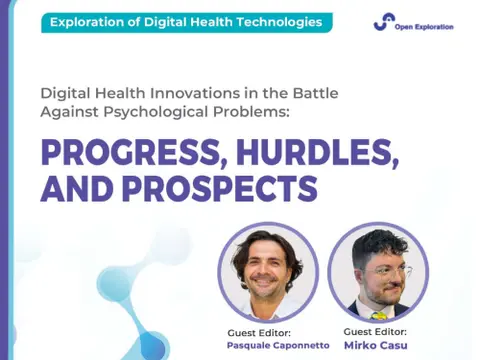 Exploration of Digital Health Technologies
Open Exploration
Digital Health Innovations in the Battle
Against Psychological Problems:
PROGRESS, HURDLES,
AND PROSPECTS
Guest Editor:
Pasquale Caponnetto
Guest Editor:
Mirko Casu